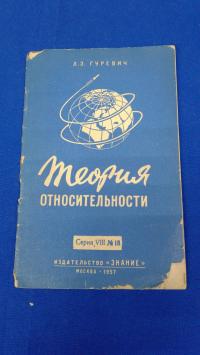 Л.Э. ГУРЕВИЧ
Теория
ОТНОСИТЕЛЬНОСТИ
Серия VIII № 18
ИЗДАТЕЛЬСТВО «ЗНАНИЕ»
МОСКВА - 1957